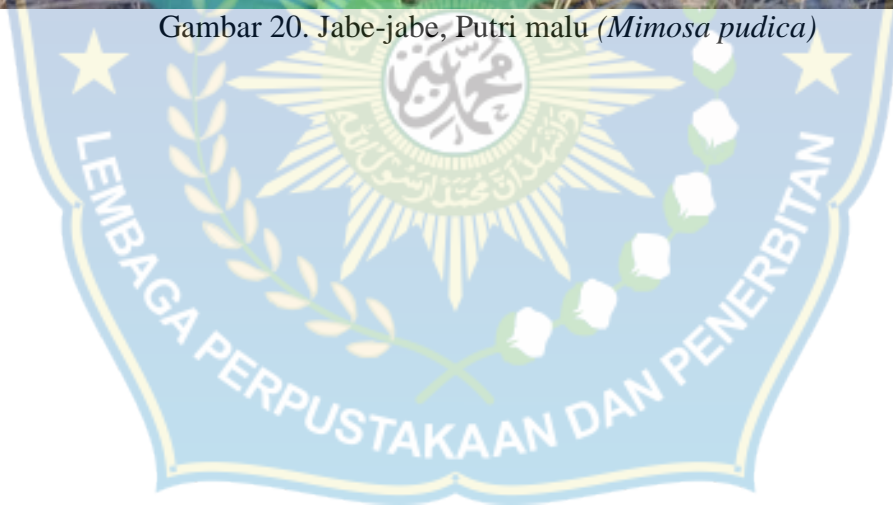 Gambar 20. Jabe-jabe, Putri malu (Mimosa pudica)
LEMBAGA PERPUSTAKAAN DAN PENERBITAN